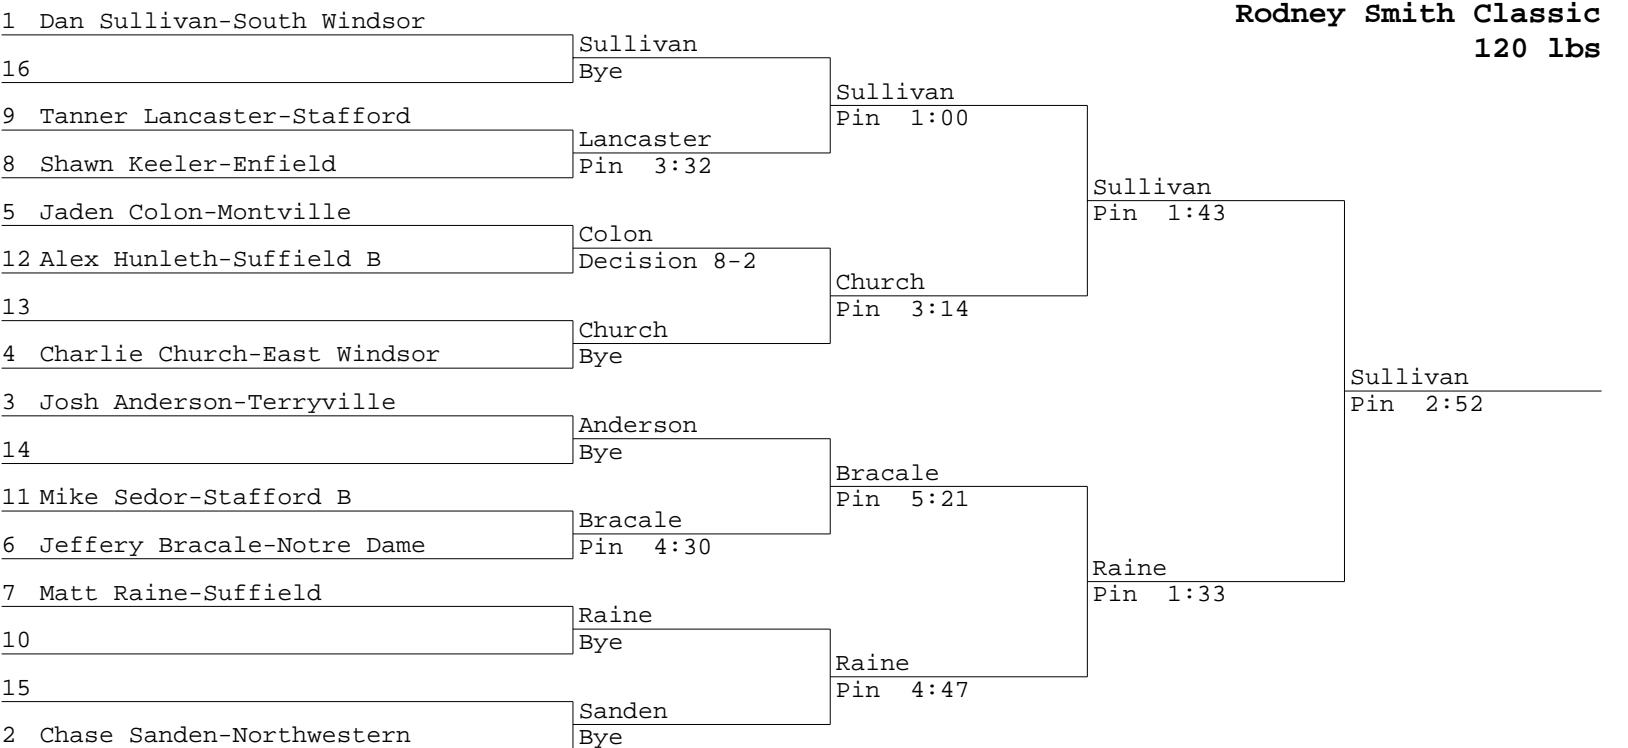 Rodney Smith Classic
120 lbs
1 Dan Sullivan-South Windsor
16
9 Tanner Lancaster-Stafford
8 Shawn Keeler-Enfield
5 Jaden Colon-Montville
12 Alex Hunleth-Suffield B
13
4 Charlie Church-East Windsor
3 Josh Anderson-Terryville
14
11 Mike Sedor-Stafford B
6 Jeffery Bracale-Notre Dame
7 Matt Raine-Suffield
10
15
2 Chase Sanden-Northwestern
Sullivan
Bye
Lancaster
Pin 3:32
Colon
Decision 8-2
Church
Bye
Anderson
Bye
Bracale
Pin 4:30
Raine
Bye
Sanden
Bye
Sullivan
Pin 1:00
Church
Pin 3:14
Bracale
Pin 5:21
Raine
Pin 4:47
Sullivan
Pin 1:43
Raine
Pin 1:33
Sullivan
Pin 2:52